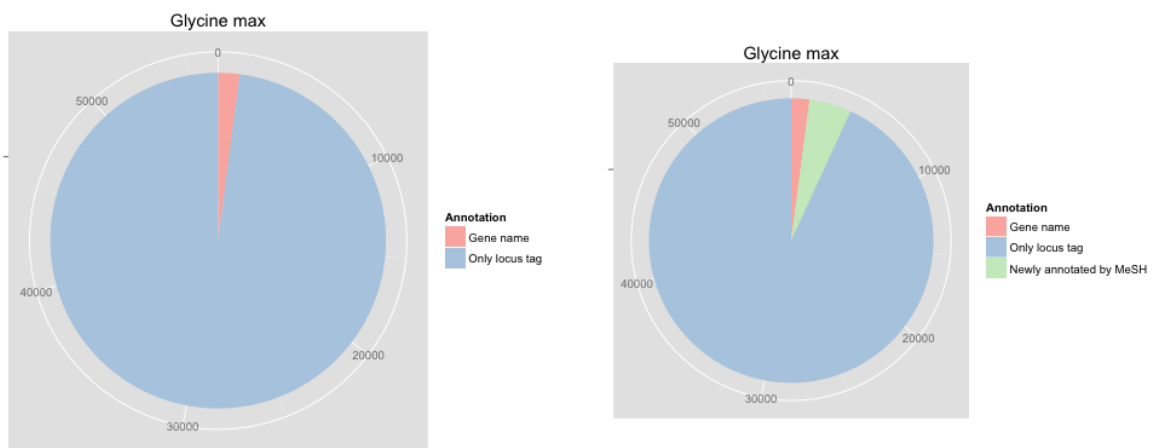 Glycine max
0
50000
10000
40000
20000
30000
Annotation
Gene name
Only locus tag
Glycine max
0
50000
10000
40000
20000
30000
Annotation
Gene name
Only locus tag
Newly annotated by MeSH